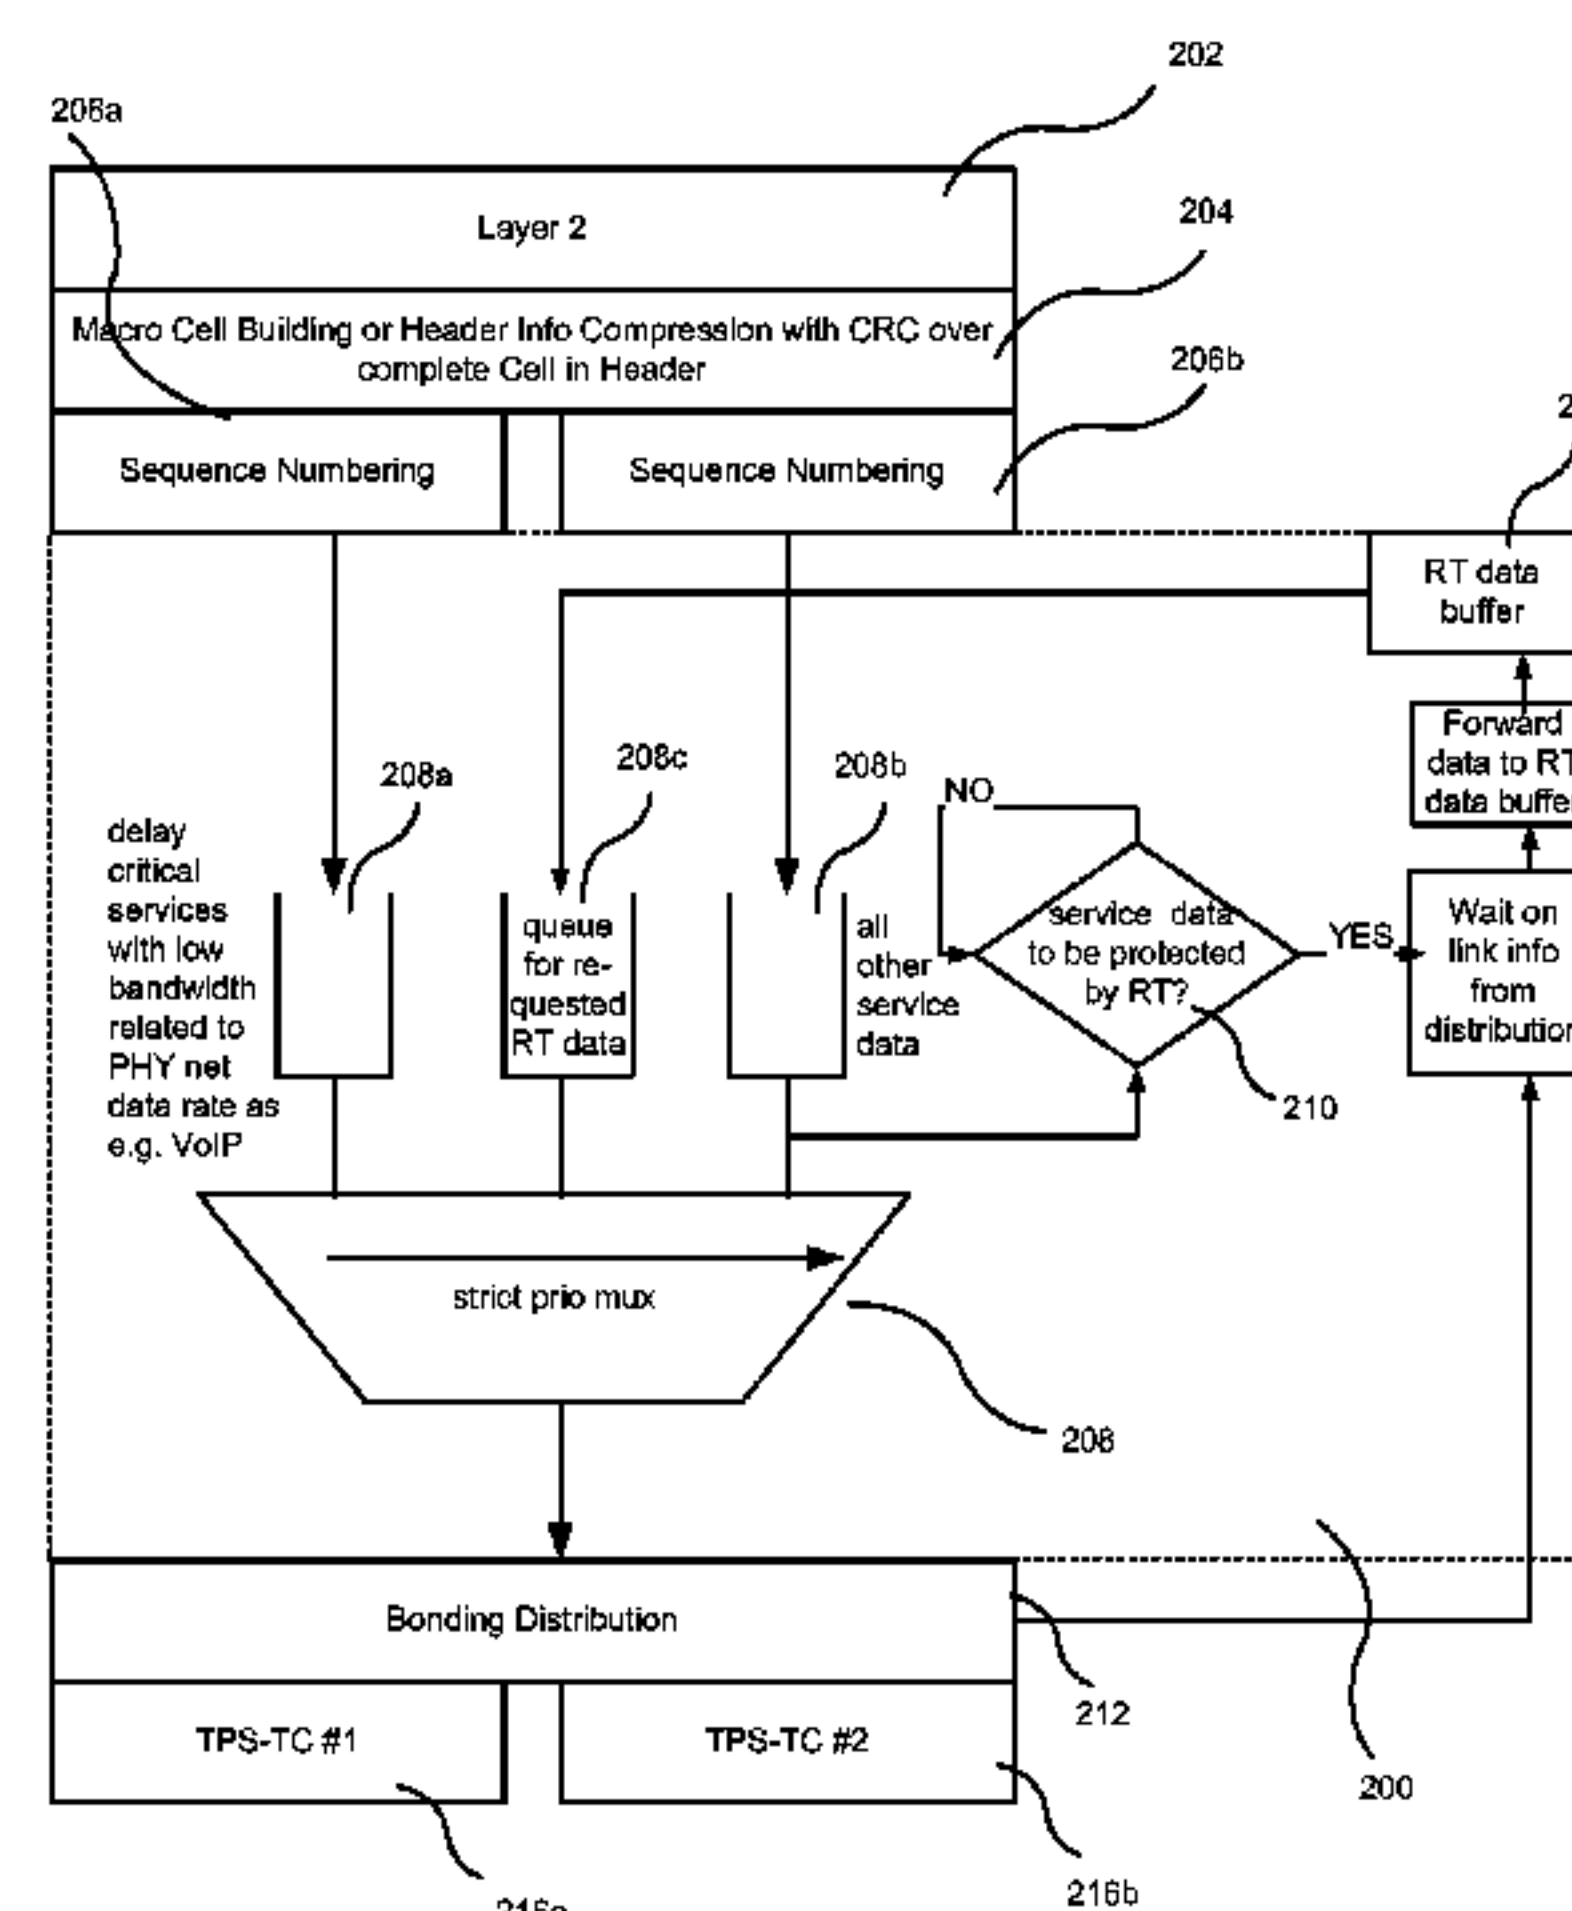 202
206a
Layer 2
204
Macro Cell Building or Header Info Compression with CRC over
complete Cell in Header
206b
Sequence Numbering
Sequence Numbering
RT data
buffer
Forward
data to RT
data buffer
208a
208c
208b
NO
delay
critical
services
with low
bandwidth
related to
PHY net
data rate as
e.g. VoIP
queue
for re-
quested
RT data
all
other
service
data
service data
to be protected
by RT?
YES
Wait on
link info
from
distribution
210
strict prio mux
208
Bonding Distribution
212
TPS-TC #1
TPS-TC #2
200
216b